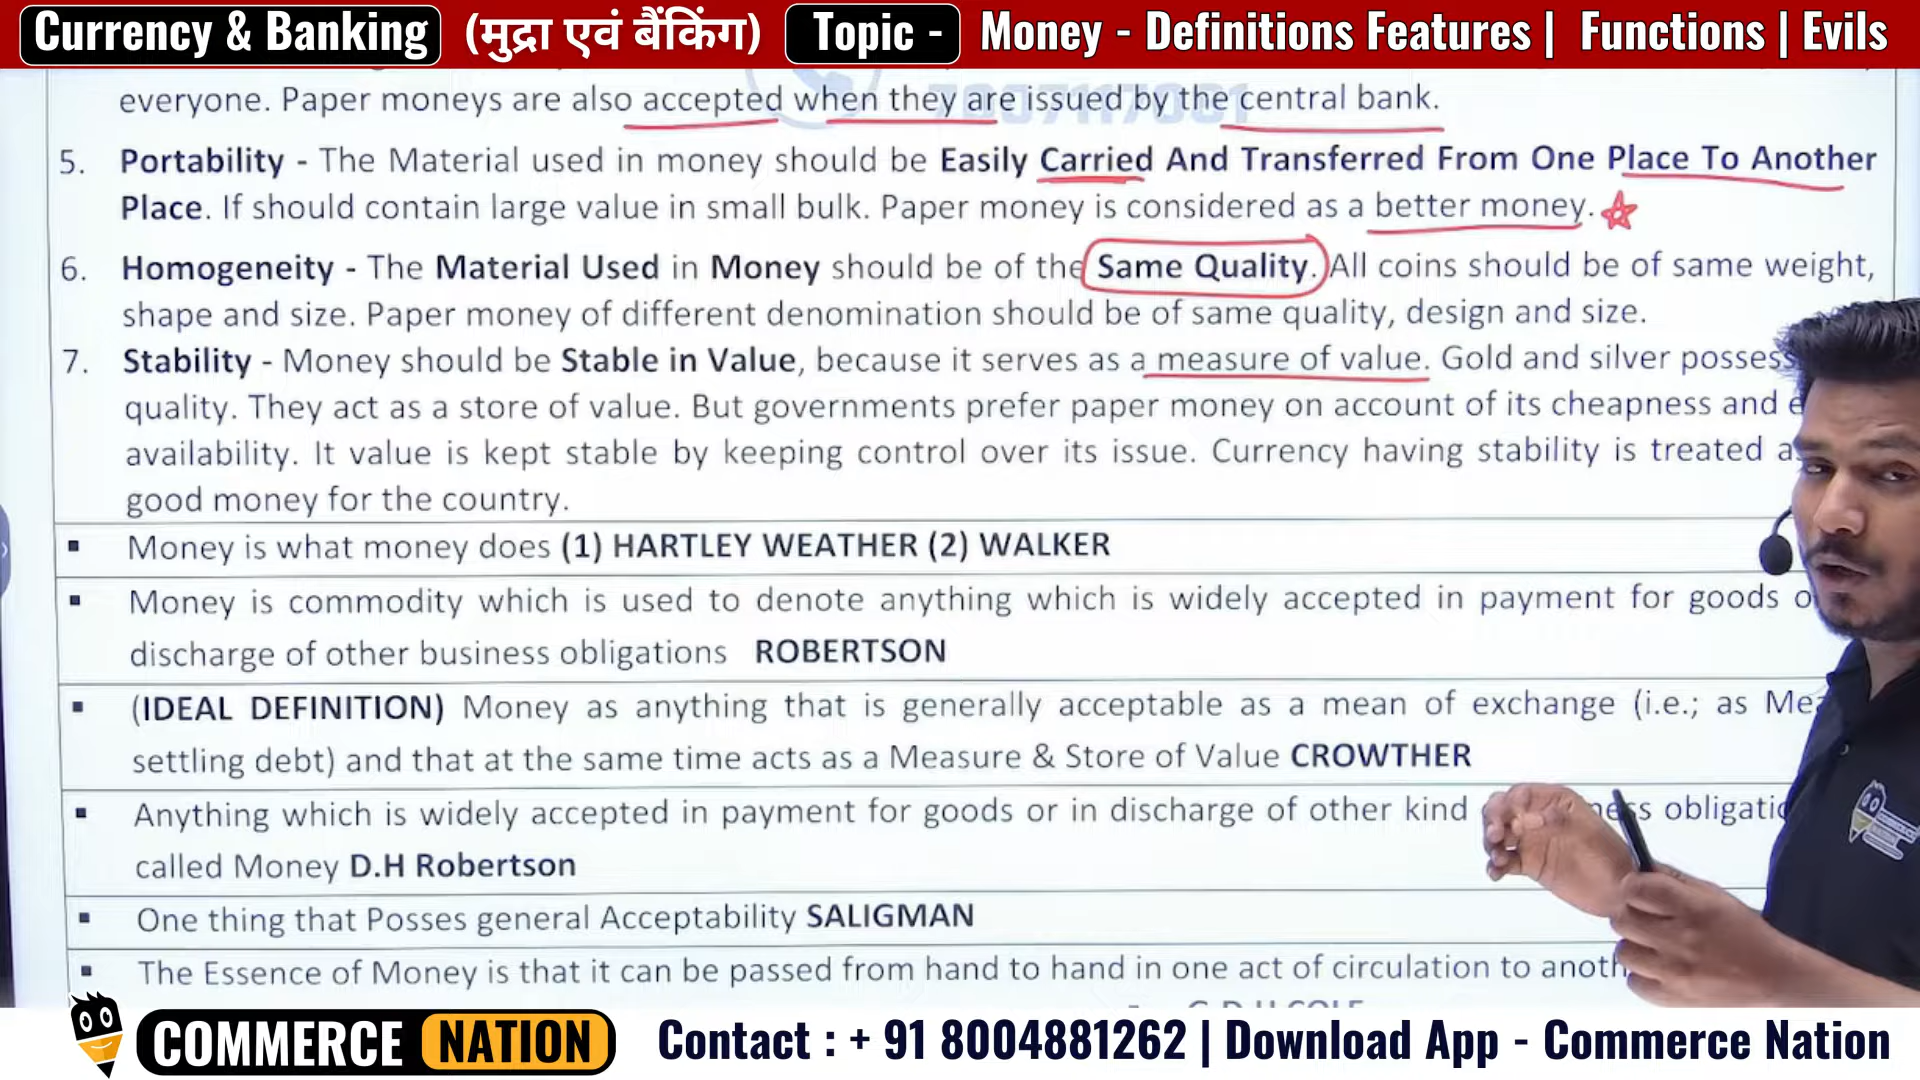 Currency & Banking (मुद्रा एवं बैंकिंग) Topic - Money - Definitions Features | Functions | Evils
everyone. Paper moneys are also accepted when they are issued by the central bank.
5. Portability - The Material used in money should be Easily Carried And Transferred From One Place To Another
Place. If should contain large value in small bulk. Paper money is considered as a better money.
6. Homogeneity - The Material Used in Money should be of the Same Quality. All coins should be of same weight,
shape and size. Paper money of different denomination should be of same quality, design and size.
7. Stability - Money should be Stable in Value, because it serves as a measure of value. Gold and silver possess
quality. They act as a store of value. But governments prefer paper money on account of its cheapness and
availability. It value is kept stable by keeping control over its issue. Currency having stability is treated
good money for the country.
▪ Money is what money does (1) HARTLEY WEATHER (2) WALKER
▪ Money is commodity which is used to denote anything which is widely accepted in payment for goods
discharge of other business obligations ROBERTSON
▪ (IDEAL DEFINITION) Money as anything that is generally acceptable as a mean of exchange (i.e.; as
settling debt) and that at the same time acts as a Measure & Store of Value CROWTHER
▪ Anything which is widely accepted in payment for goods or in discharge of other kind
called Money D.H Robertson
▪ One thing that Posses general Acceptability SALIGMAN
▪ The Essence of Money is that it can be passed from hand to hand in one act of circulation to
COMMERCE NATION Contact : + 91 8004881262 | Download App - Commerce Nation